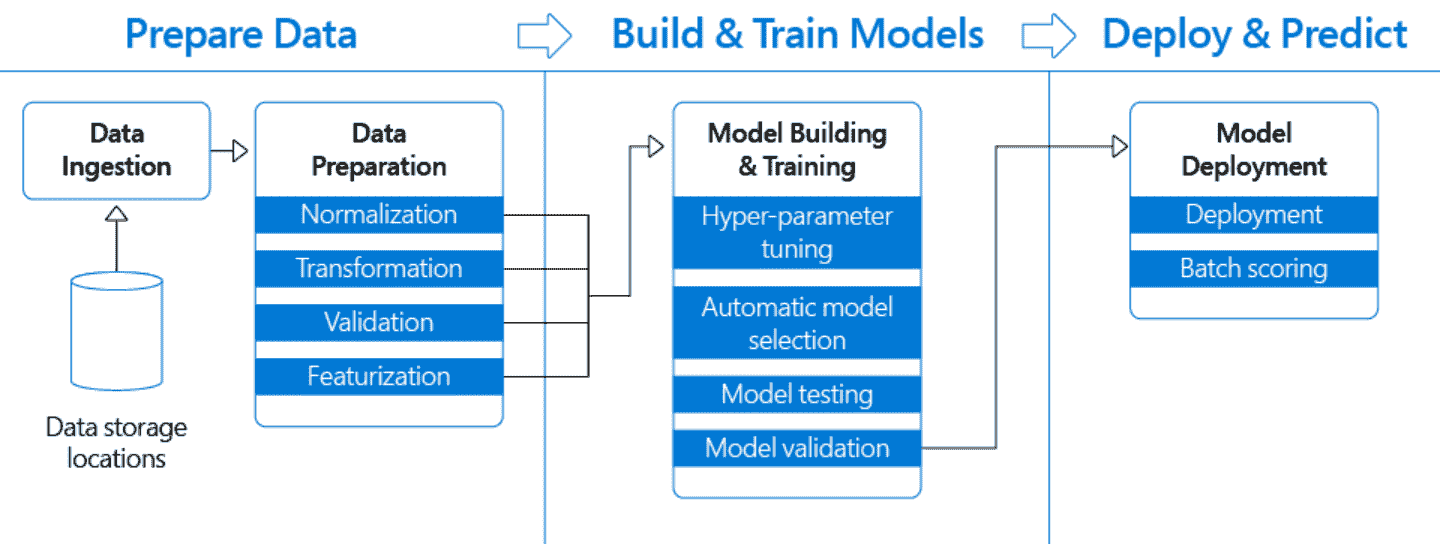 Prepare Data
Build & Train Models
Deploy & Predict
Data
Ingestion
Data storage
locations
Data
Preparation
Normalization
Transformation
Validation
Featurization
Model Building
& Training
Hyper-parameter
tuning
Automatic model
selection
Model testing
Model validation
Model
Deployment
Deployment
Batch scoring